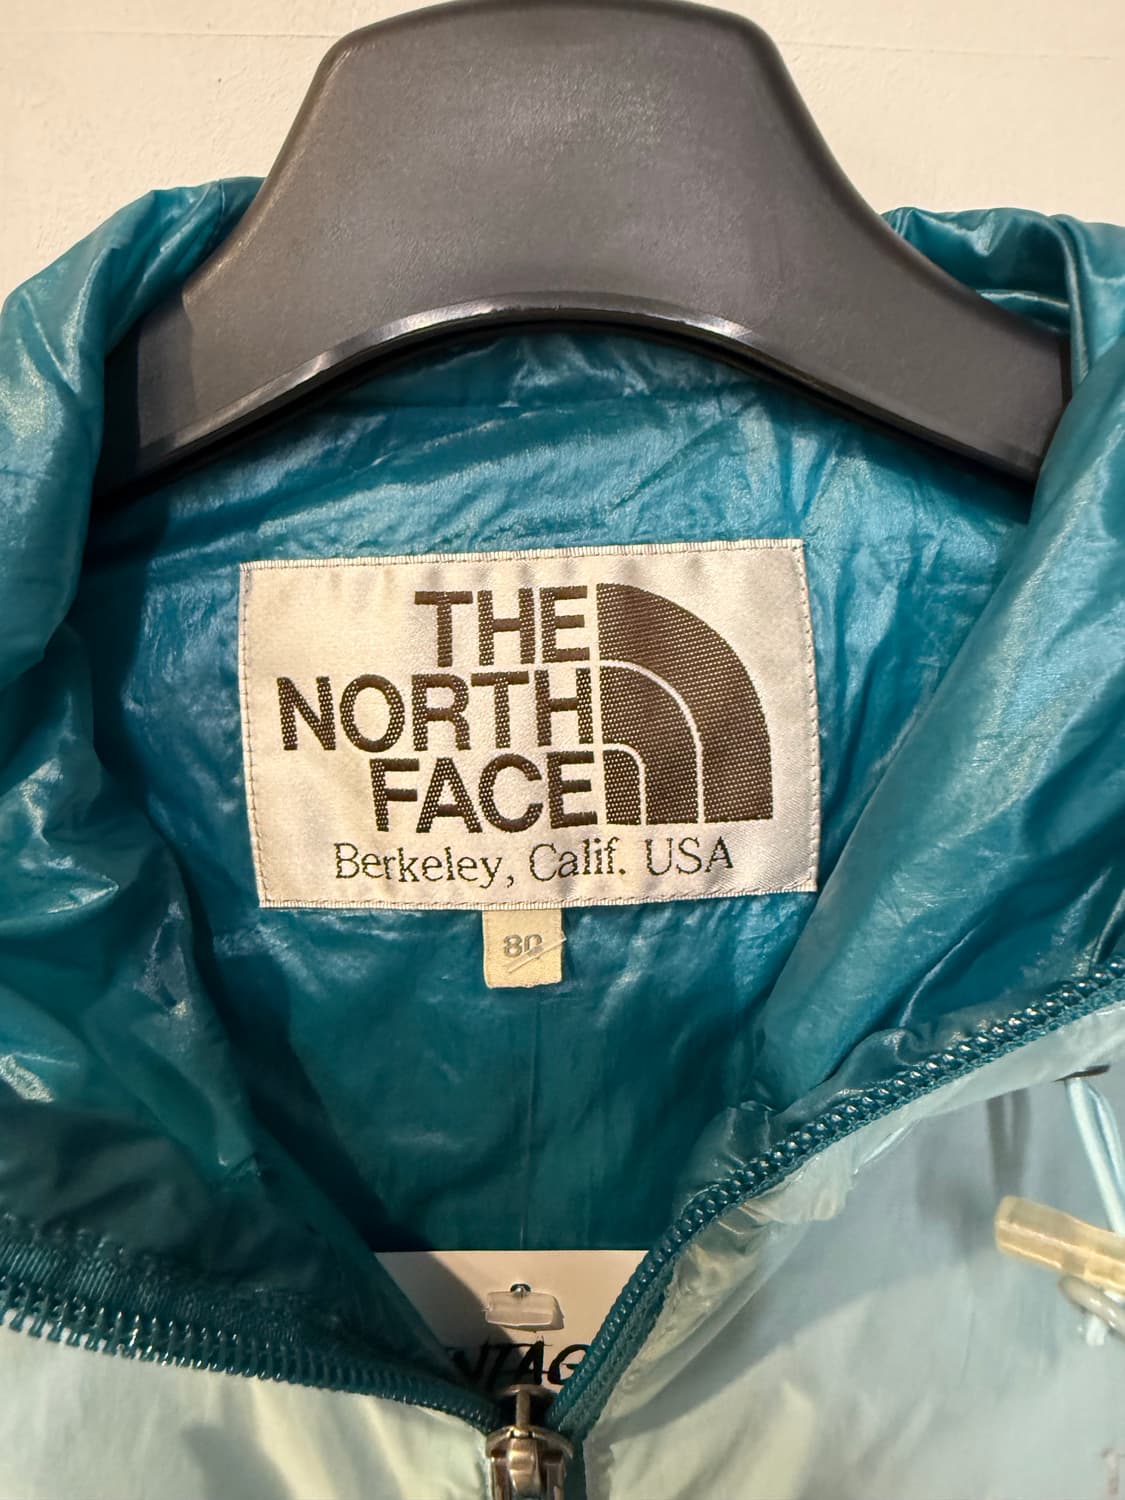 THE
NORTH
FACE
Berkeley, Calif. USA
80